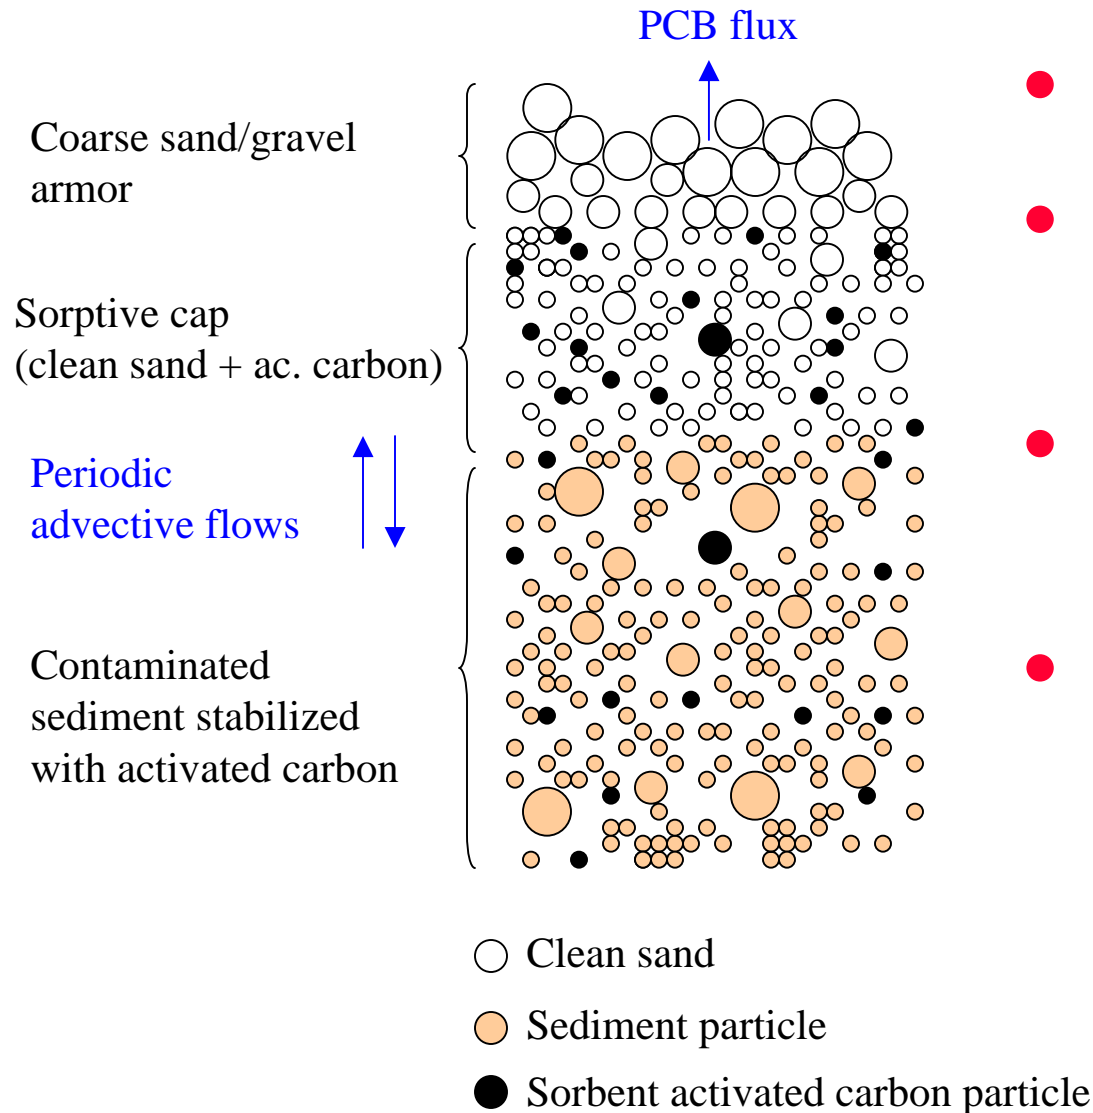 PCB flux
Coarse sand/gravel
armor
Sorptive cap
(clean sand + ac. carbon)
Periodic
advective flows
Contaminated
sediment stabilized
with activated carbon
Clean sand
Sediment particle
Sorbent activated carbon particle